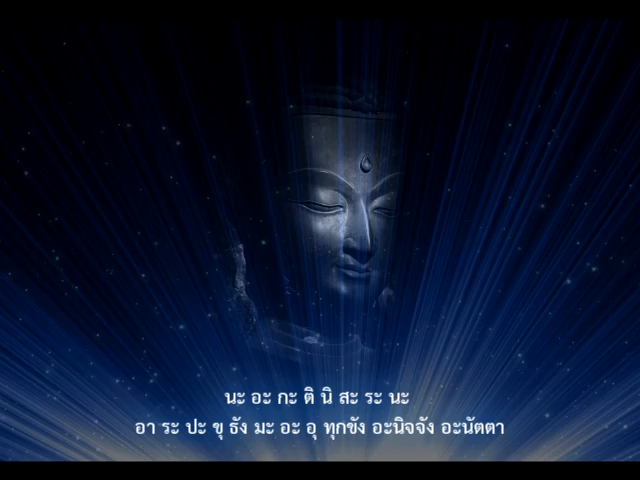 นะ อะ กะ ติ นิ สะ ระ นะ
อา ระ ปะ ขุ ธัง มะ อะ อุ ทุกขัง อะนิจจัง อะนัตตา